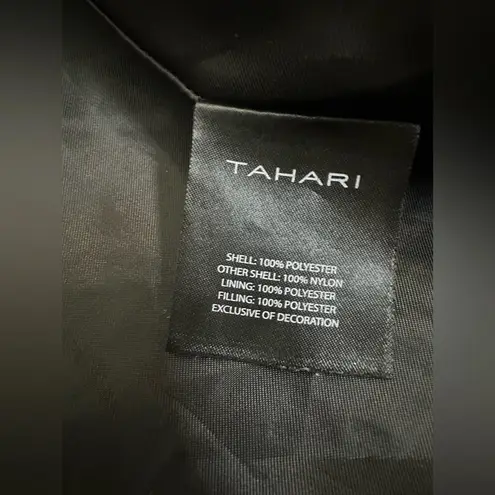 TAHARI
SHELL: 100% POLYESTER
OTHER SHELL: 100% NYLON
LINING: 100% POLYESTER
FILLING: 100% POLYESTER
EXCLUSIVE OF DECORATION